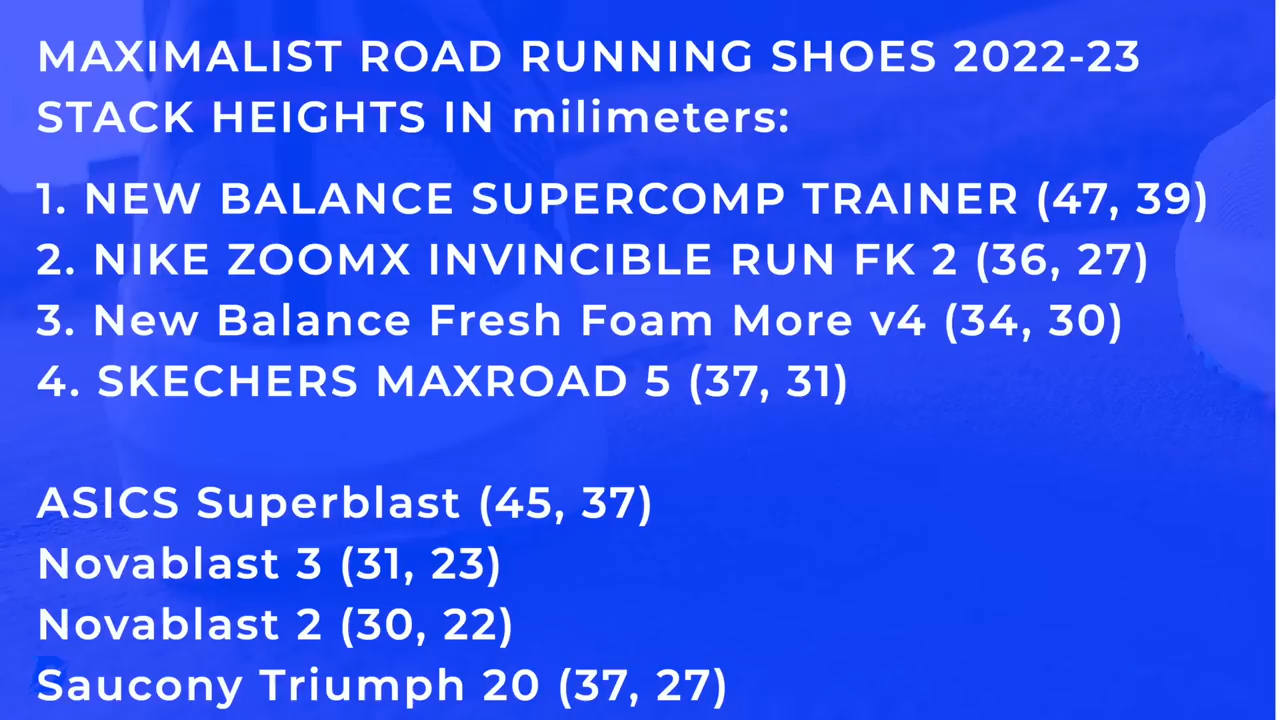 MAXIMALIST ROAD RUNNING SHOES 2022-23
STACK HEIGHTS IN milimeters:
1. NEW BALANCE SUPERCOMP TRAINER (47, 39)
2. NIKE ZOOMX INVINCIBLE RUN FK 2 (36, 27)
3. New Balance Fresh Foam More v4 (34, 30)
4. SKECHERS MAXROAD 5 (37, 31)
ASICS Superblast (45, 37)
Novablast 3 (31, 23)
Novablast 2 (30, 22)
Saucony Triumph 20 (37, 27)